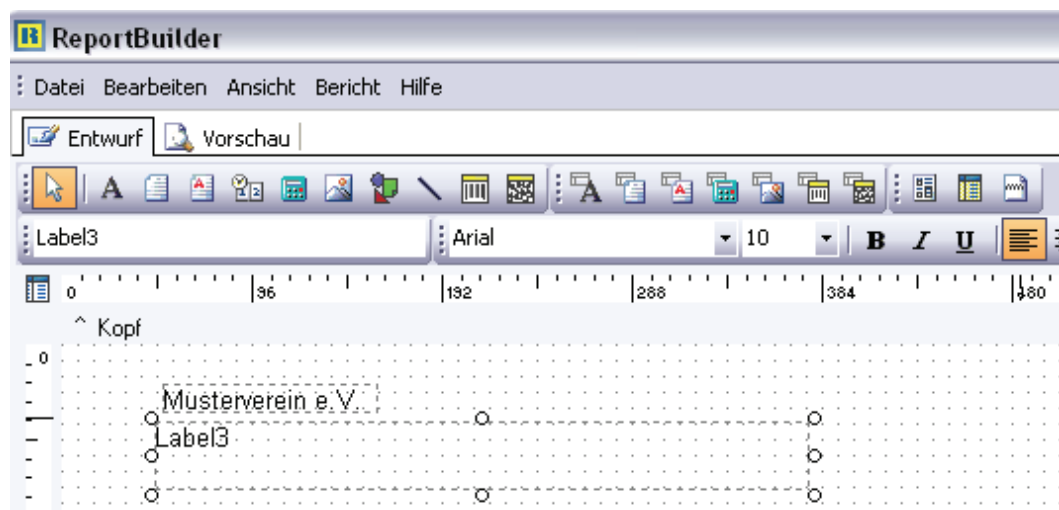 ReportBuilder
Datei Bearbeiten Ansicht Bericht Hilfe
Entwurf Vorschau
Label3 Arial 10 B I U
0 96 192 288 384 480
^ Kopf
0
Musterverein e.V.
Label3